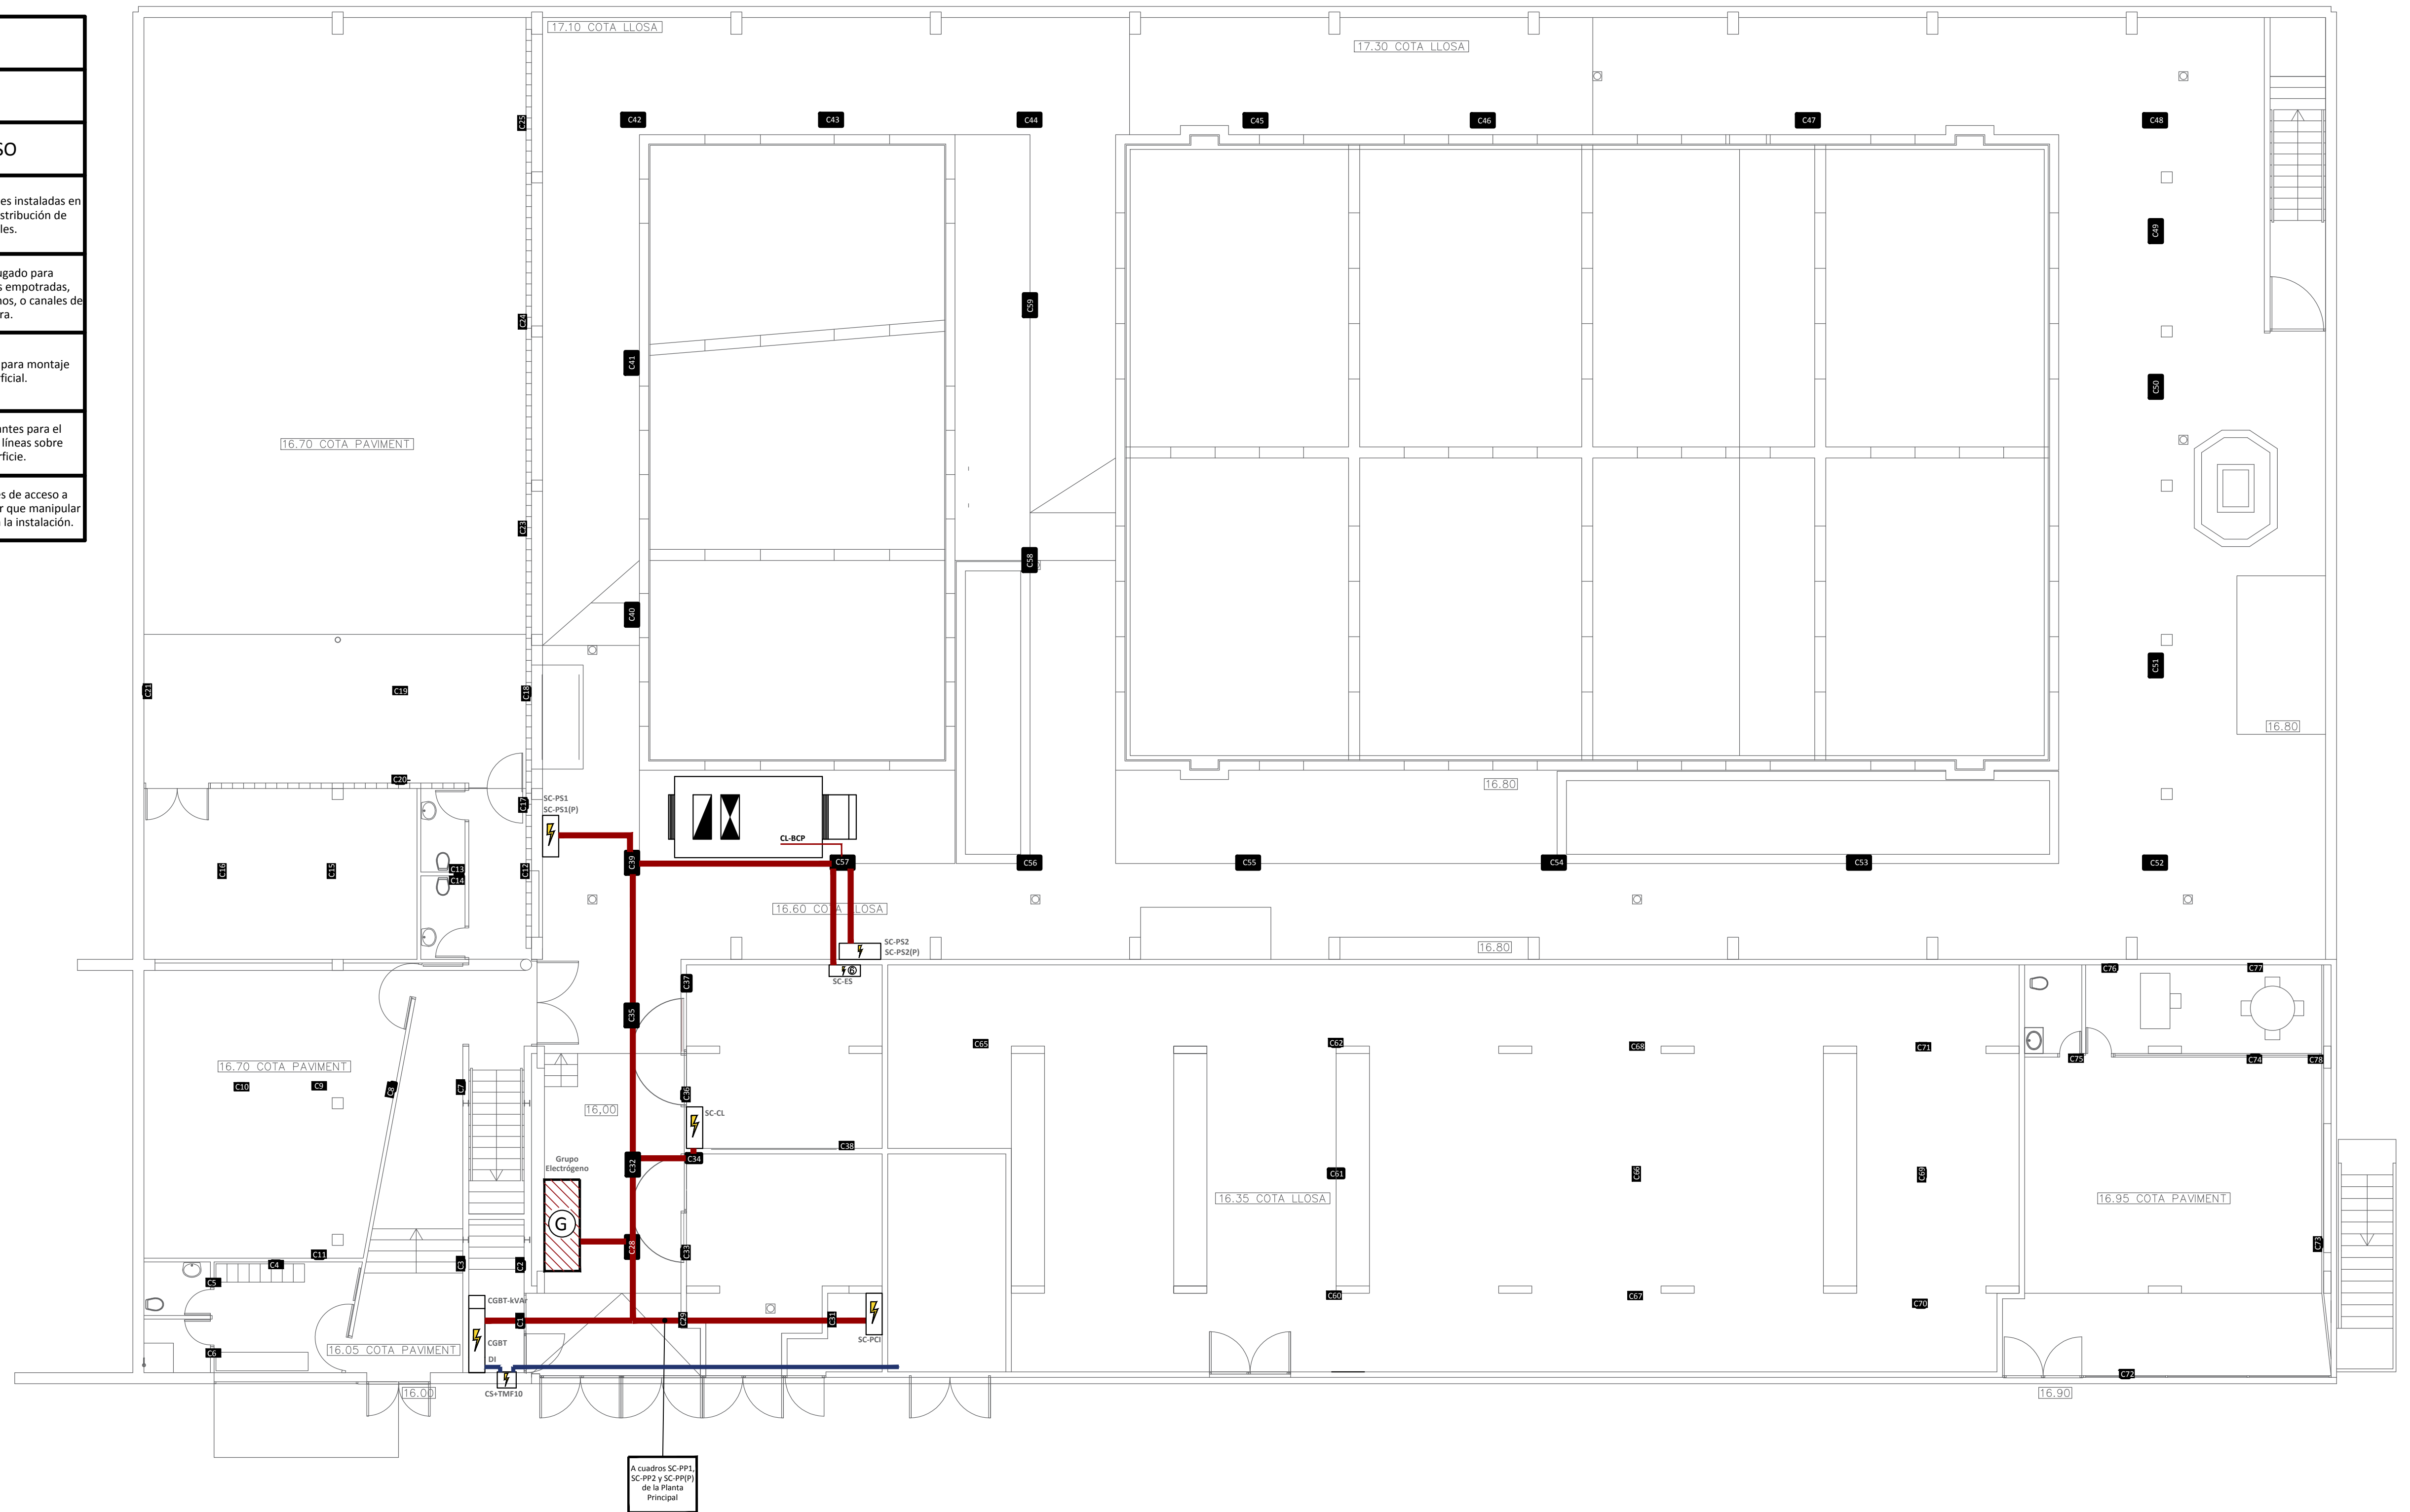 SO
es instaladas en
stribución de
les.
ugado para
s empotradas,
nos, o canales de
ra.
para montaje
ficial.
antes para el
líneas sobre
rficie.
es de acceso a
r que manipular
la instalación.
17.10 COTA LLOSA
17.30 COTA LLOSA
C25
C42
C43
C44
C45
C46
C47
C48
C49
C59
C24
C41
C50
16.70 COTA PAVIMENT
C23
C58
C40
C51
C21
C19
C18
16.80
C20
16.80
SC-PS1
SC-PS1(P)
C17
CL-BCP
C16
C15
C13
C14
C12
C39
C57
C56
C55
C54
C53
C52
16.60 COTA LLOSA
SC-PS2
SC-PS2(P)
16.80
SC-ES
C37
C76
C77
C35
16.70 COTA PAVIMENT
C65
C62
C68
C71
C75
C74
C78
C10
C9
C8
C7
C36
16,00
SC-CL
C38
Grupo
Electrógeno
C32
C34
C61
C66
C69
16.35 COTA LLOSA
16.95 COTA PAVIMENT
G
C28
C33
C73
C11
C4
C3
C2
C5
CGBT-kVAr
C60
C67
C70
C1
C29
C31
SC-PCI
CGBT
C6
16.05 COTA PAVIMENT
DI
CS+TMF10
16.00
C72
16.90
A cuadros SC-PP1,
SC-PP2 y SC-PP(P)
de la Planta
Principal